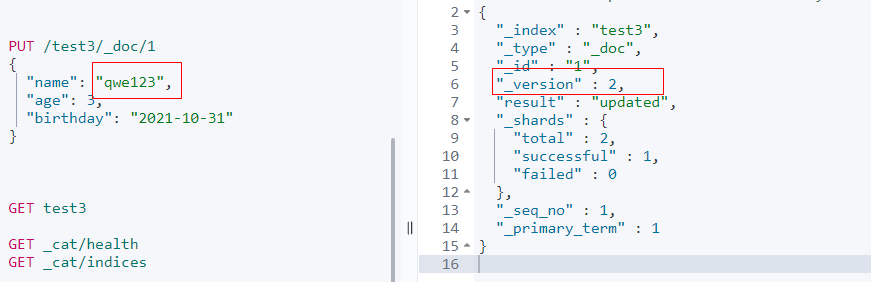 PUT /test3/_doc/1
{
"name": "qwe123",
"age": 3,
"birthday": "2021-10-31"
}
GET test3
GET _cat/health
GET _cat/indices
2 {
3 "_index" : "test3",
4 "_type" : "_doc",
5 "_id" : "1",
6 "_version" : 2,
7 "result" : "updated",
8 "_shards" : {
9 "total" : 2,
10 "successful" : 1,
11 "failed" : 0
12 },
13 "_seq_no" : 1,
14 "_primary_term" : 1
15 }
16